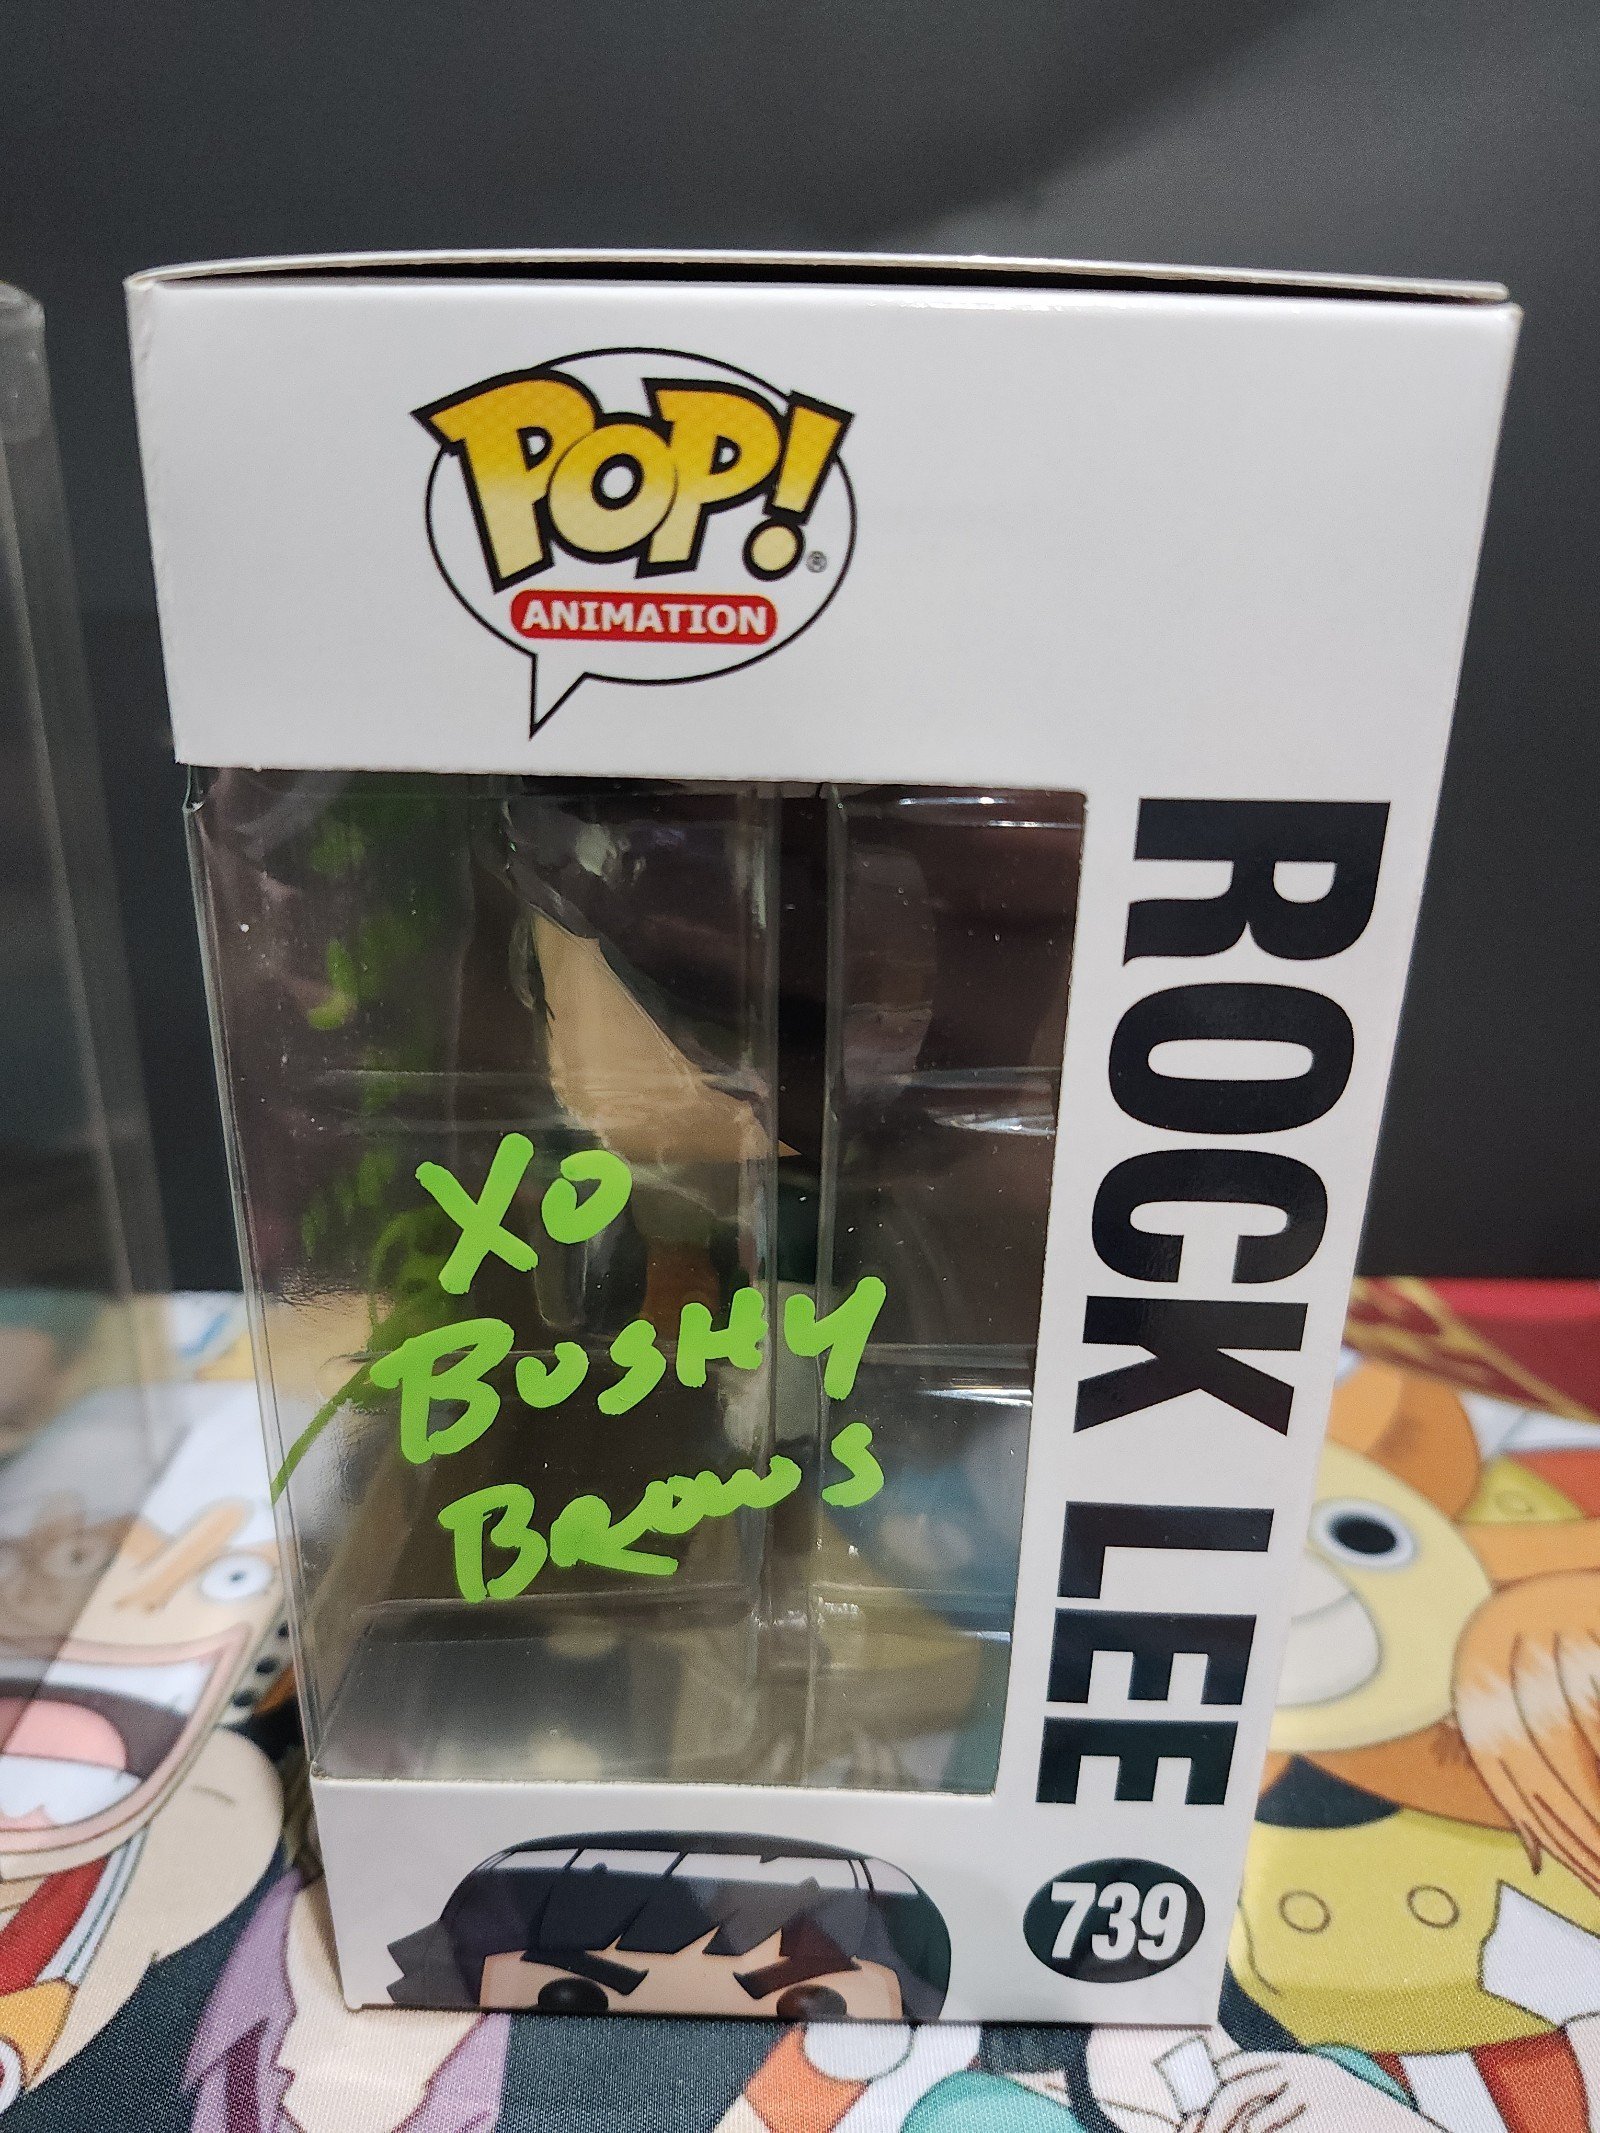 POP!®
ANIMATION
XO
BUSHY
BROWS
ROCK LEE
739